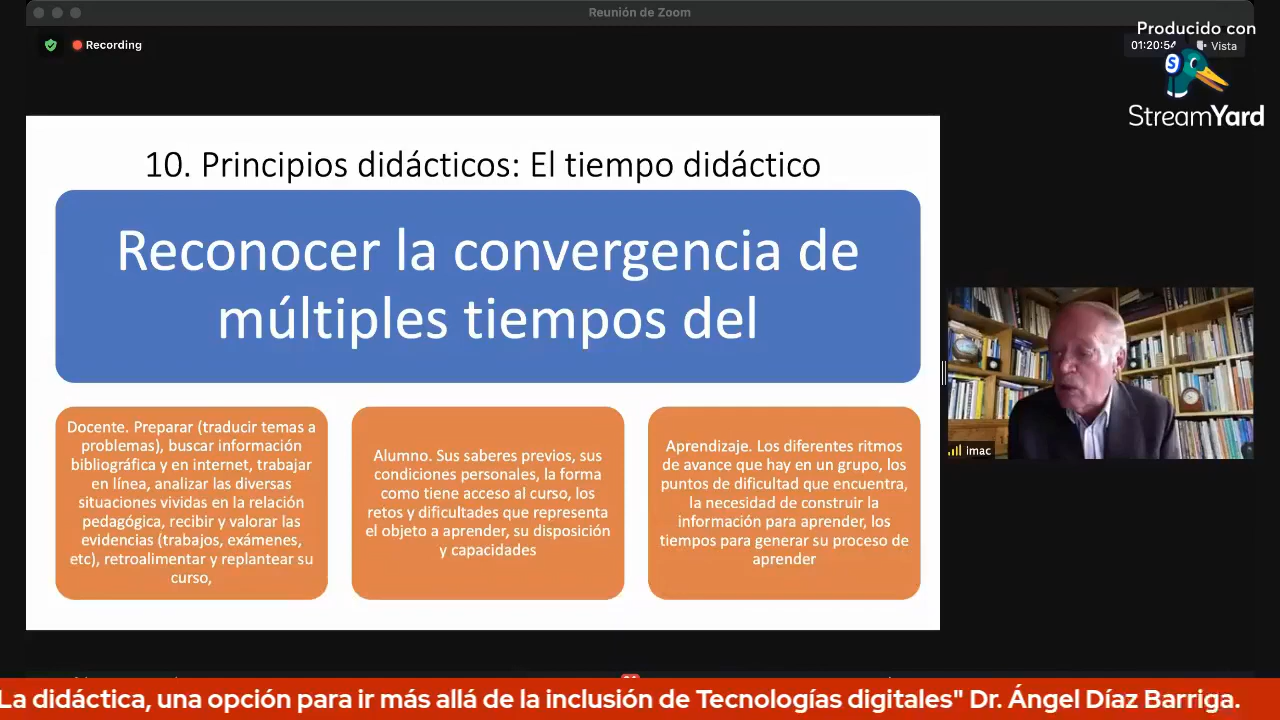 Reunión de Zoom
Recording
Producido con
01:20:54
Vista
S
StreamYard
10. Principios didácticos: El tiempo didáctico
Reconocer la convergencia de
múltiples tiempos del
Docente. Preparar (traducir temas a
problemas), buscar información
bibliográfica y en internet, trabajar
en línea, analizar las diversas
situaciones vividas en la relación
pedagógica, recibir y valorar las
evidencias (trabajos, exámenes,
etc), retroalimentar y replantear su
curso,
Alumno. Sus saberes previos, sus
condiciones personales, la forma
como tiene acceso al curso, los
retos y dificultades que representa
el objeto a aprender, su disposición
y capacidades
Aprendizaje. Los diferentes ritmos
de avance que hay en un grupo, los
puntos de dificultad que encuentra,
la necesidad de construir la
información para aprender, los
tiempos para generar su proceso de
aprender
imac
La didáctica, una opción para ir más allá de la inclusión de Tecnologías digitales" Dr. Ángel Díaz Barriga.